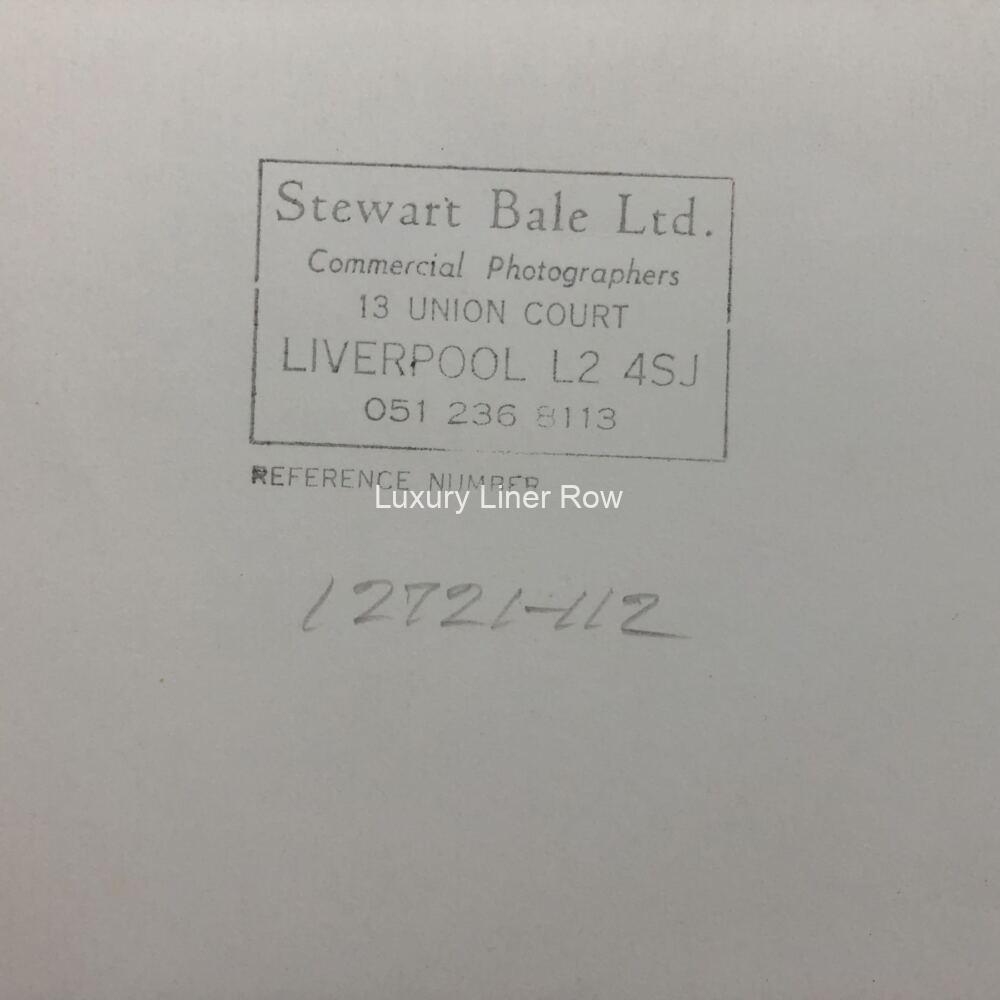 Stewart Bale Ltd.
Commercial Photographers
13 UNION COURT
LIVERPOOL L2 4SJ
051 236 8113
REFERENCE NUMBER
Luxury Liner Row
12721-112